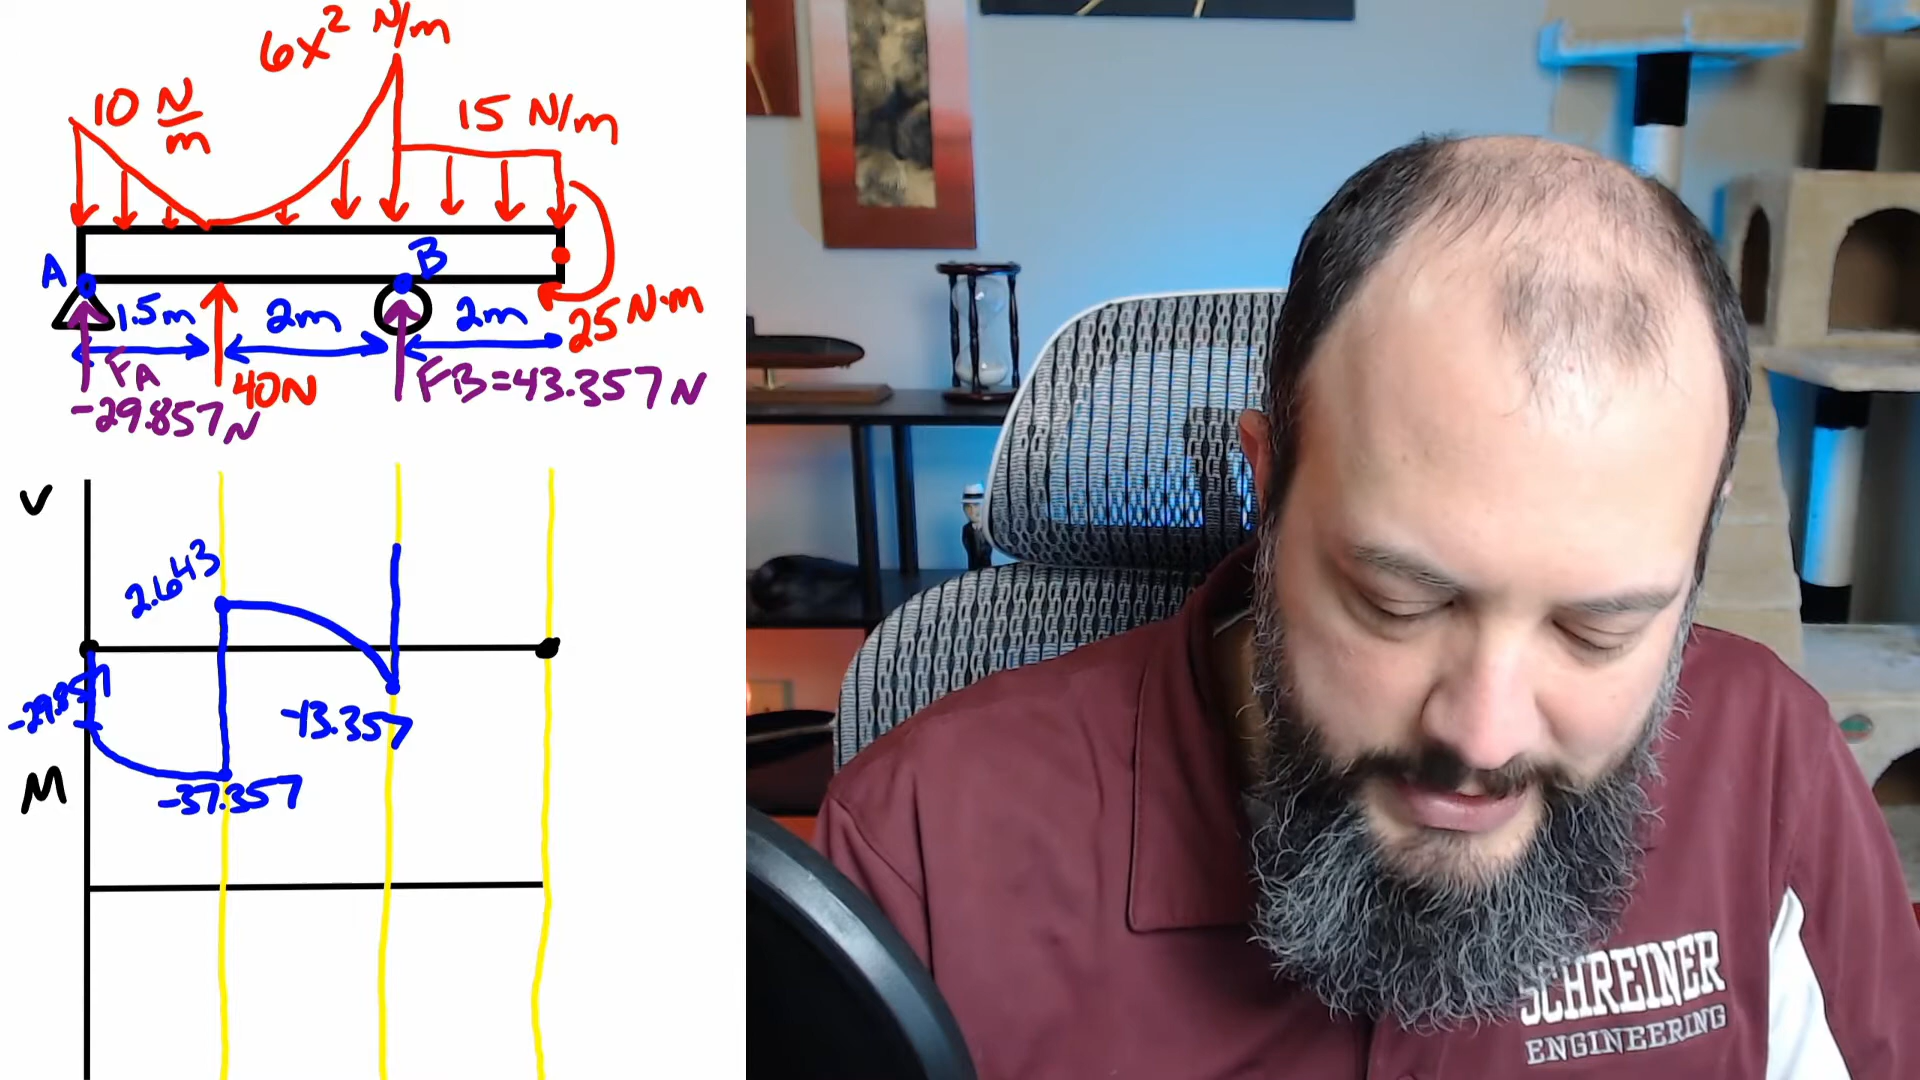 6x² N/m
10 N/m
15 N/m
A
B
1.5m
2m
2m
25 N·m
FA
-29.857N
40N
FB=43.357N
V
2.643
-29.857
-13.357
M
-37.357
SCHREINER
ENGINEERING